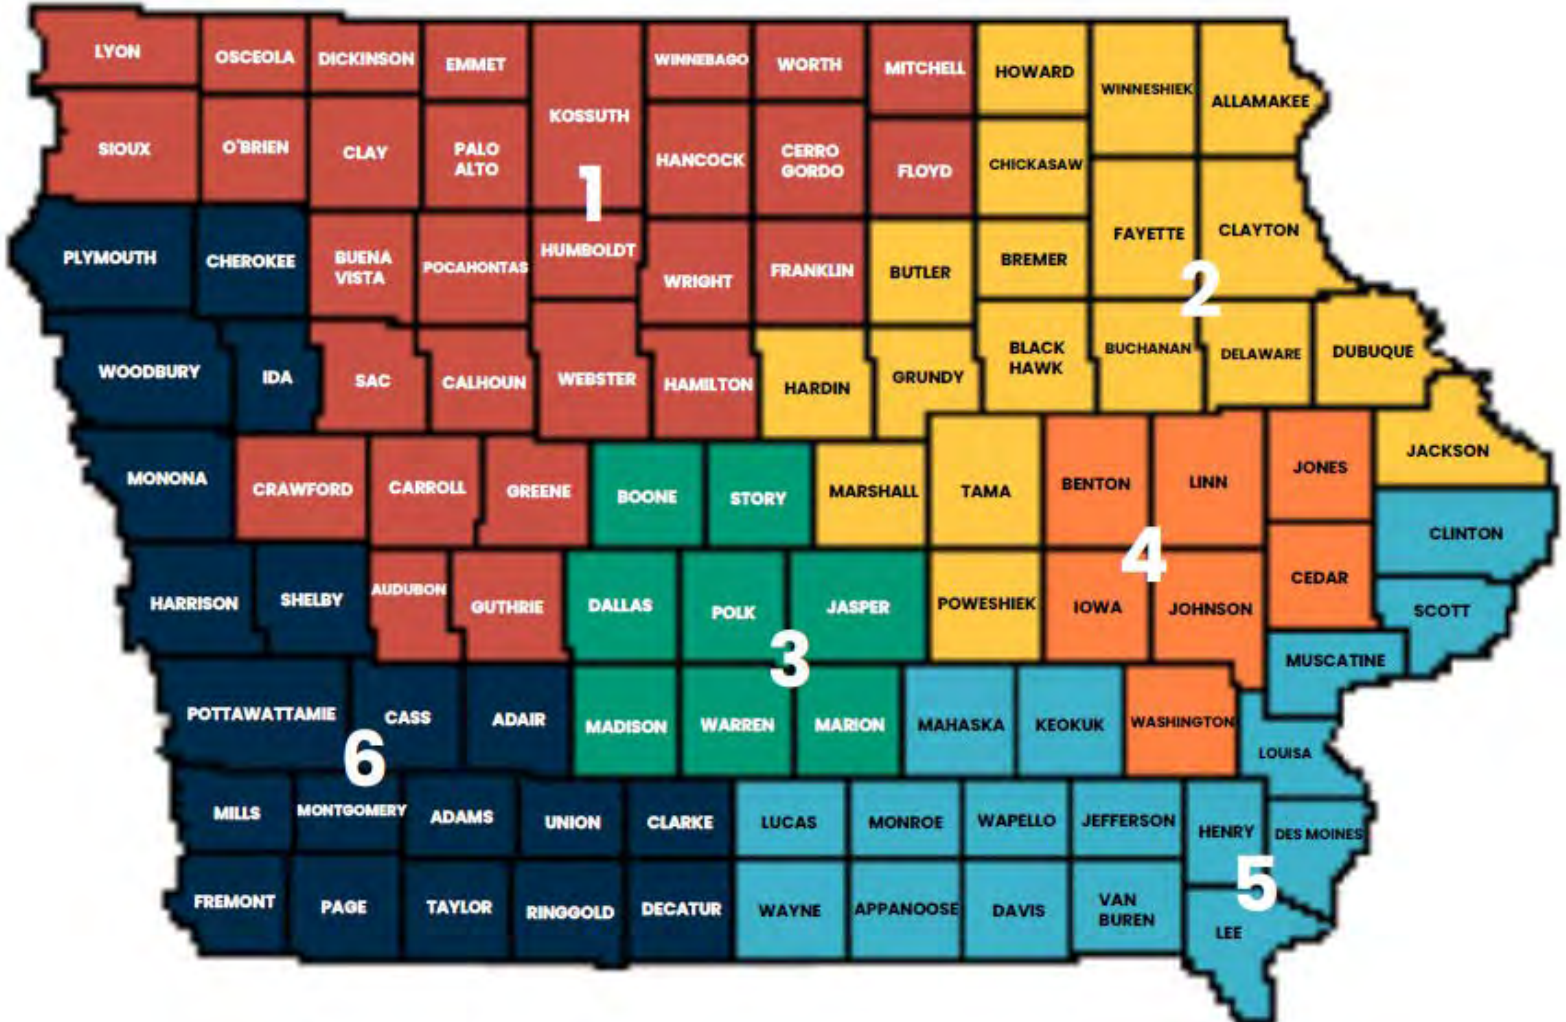 LYON
OSCEOLA
DICKINSON
EMMET
KOSSUTH
WINNEBAGO
WORTH
MITCHELL
HOWARD
WINNESHIEK
ALLAMAKEE
SIOUX
O'BRIEN
CLAY
PALO
ALTO
HANCOCK
CERRO
GORDO
FLOYD
CHICKASAW
1
PLYMOUTH
CHEROKEE
BUENA
VISTA
POCAHONTAS
HUMBOLDT
WRIGHT
FRANKLIN
BUTLER
BREMER
FAYETTE
CLAYTON
2
WOODBURY
IDA
SAC
CALHOUN
WEBSTER
HAMILTON
HARDIN
GRUNDY
BLACK
HAWK
BUCHANAN
DELAWARE
DUBUQUE
MONONA
CRAWFORD
CARROLL
GREENE
BOONE
STORY
MARSHALL
TAMA
BENTON
LINN
JONES
JACKSON
CLINTON
4
HARRISON
SHELBY
AUDUBON
GUTHRIE
DALLAS
POLK
JASPER
POWESHIEK
IOWA
JOHNSON
CEDAR
SCOTT
3
MUSCATINE
POTTAWATTAMIE
CASS
ADAIR
MADISON
WARREN
MARION
MAHASKA
KEOKUK
WASHINGTON
LOUISA
6
MILLS
MONTGOMERY
ADAMS
UNION
CLARKE
LUCAS
MONROE
WAPELLO
JEFFERSON
HENRY
DES MOINES
5
FREMONT
PAGE
TAYLOR
RINGGOLD
DECATUR
WAYNE
APPANOOSE
DAVIS
VAN
BUREN
LEE